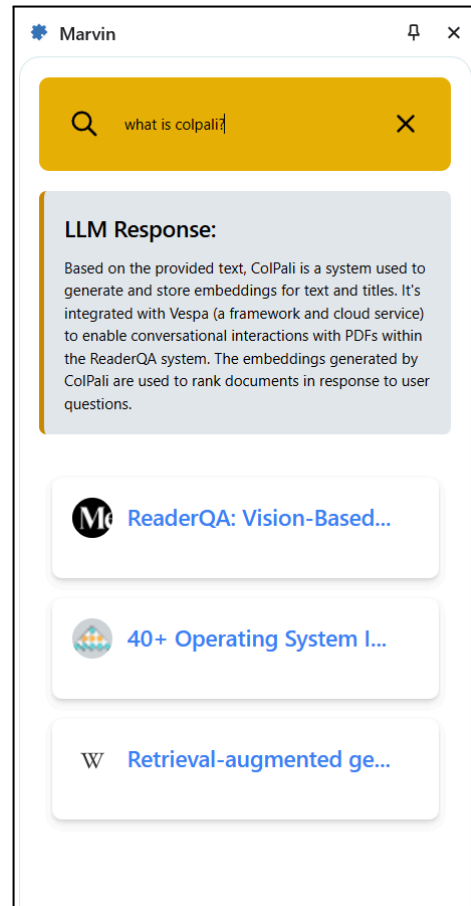 Marvin
what is colpali?
LLM Response:
Based on the provided text, ColPali is a system used to
generate and store embeddings for text and titles. It's
integrated with Vespa (a framework and cloud service)
to enable conversational interactions with PDFs within
the ReaderQA system. The embeddings generated by
ColPali are used to rank documents in response to user
questions.
Me
ReaderQA: Vision-Based...
40+ Operating System I...
W
Retrieval-augmented ge...